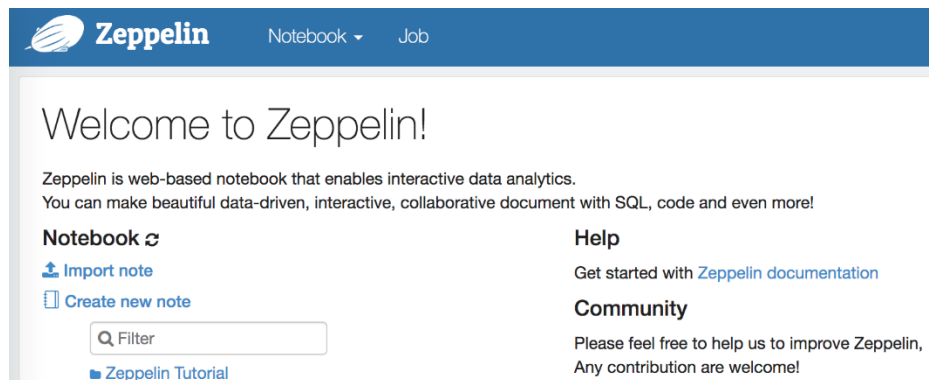 Zeppelin Notebook Job
Welcome to Zeppelin!
Zeppelin is web-based notebook that enables interactive data analytics.
You can make beautiful data-driven, interactive, collaborative document with SQL, code and even more!
Notebook
Import note
Create new note
Filter
Zeppelin Tutorial
Help
Get started with Zeppelin documentation
Community
Please feel free to help us to improve Zeppelin,
Any contribution are welcome!